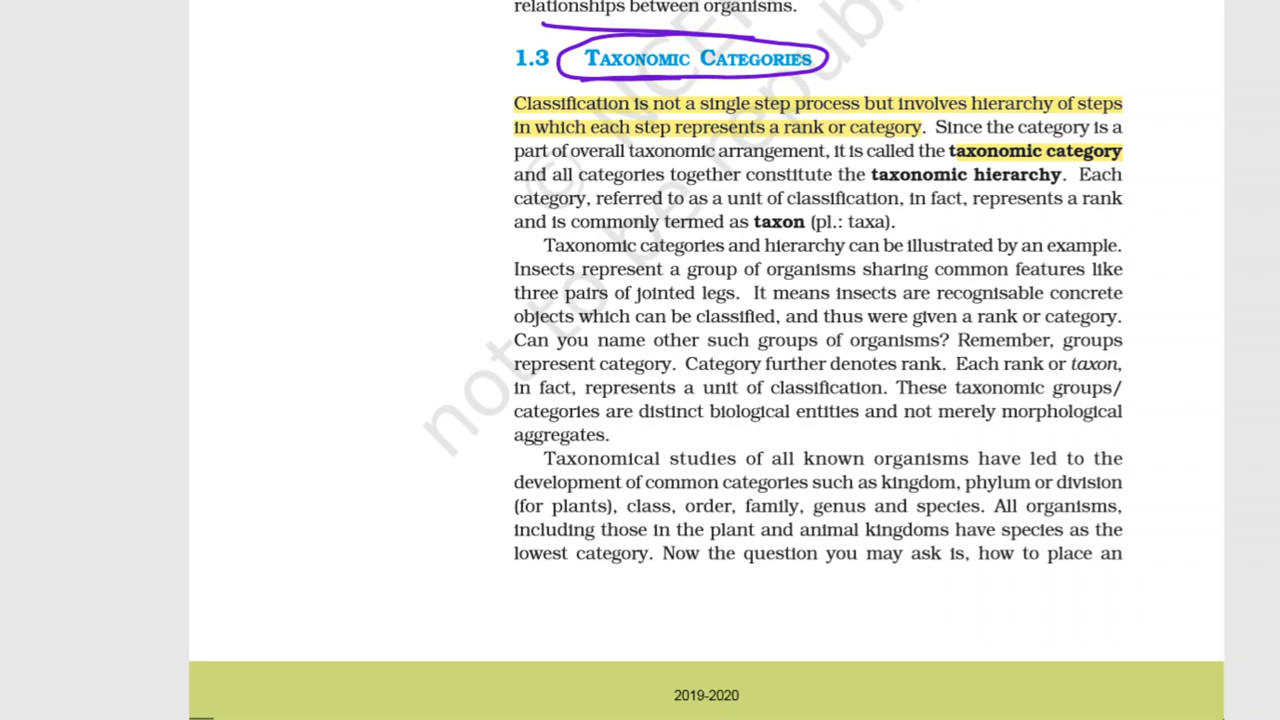 relationships between organisms.
1.3 TAXONOMIC CATEGORIES
Classification is not a single step process but involves hierarchy of steps
in which each step represents a rank or category. Since the category is a
part of overall taxonomic arrangement, it is called the taxonomic category
and all categories together constitute the taxonomic hierarchy. Each
category, referred to as a unit of classification, in fact, represents a rank
and is commonly termed as taxon (pl.: taxa).
Taxonomic categories and hierarchy can be illustrated by an example.
Insects represent a group of organisms sharing common features like
three pairs of jointed legs. It means insects are recognisable concrete
objects which can be classified, and thus were given a rank or category.
Can you name other such groups of organisms? Remember, groups
represent category. Category further denotes rank. Each rank or taxon,
in fact, represents a unit of classification. These taxonomic groups/
categories are distinct biological entities and not merely morphological
aggregates.
Taxonomical studies of all known organisms have led to the
development of common categories such as kingdom, phylum or division
(for plants), class, order, family, genus and species. All organisms,
including those in the plant and animal kingdoms have species as the
lowest category. Now the question you may ask is, how to place an
2019-2020
© NCE
not to be republi